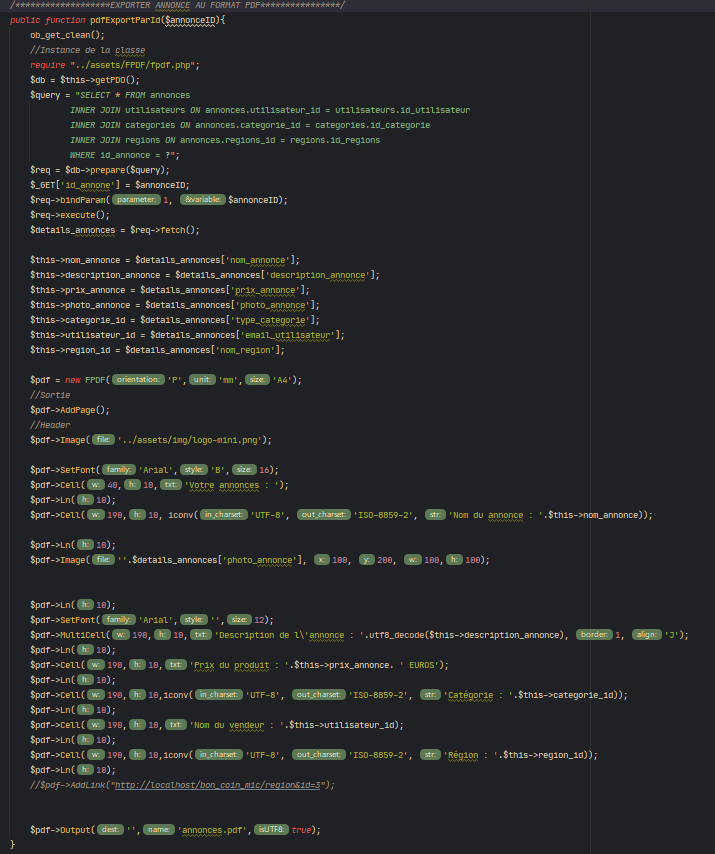 /*******************EXPORTER ANNONCE AU FORMAT PDF****************/
public function pdfExportParId($annonceID){
ob_get_clean();
//Instance de la classe
require "../assets/FPDF/fpdf.php";
$db = $this->getPDO();
$query = "SELECT * FROM annonces
INNER JOIN utilisateurs ON annonces.utilisateur_id = utilisateurs.id_utilisateur
INNER JOIN categories ON annonces.categorie_id = categories.id_categorie
INNER JOIN regions ON annonces.regions_id = regions.id_regions
WHERE id_annonce = ?";
$req = $db->prepare($query);
$_GET['id_annone'] = $annonceID;
$req->bindParam( parameter: 1, &variable: $annonceID);
$req->execute();
$details_annonces = $req->fetch();
$this->nom_annonce = $details_annonces['nom_annonce'];
$this->description_annonce = $details_annonces['description_annonce'];
$this->prix_annonce = $details_annonces['prix_annonce'];
$this->photo_annonce = $details_annonces['photo_annonce'];
$this->categorie_id = $details_annonces['type_categorie'];
$this->utilisateur_id = $details_annonces['email_utilisateur'];
$this->region_id = $details_annonces['nom_region'];
$pdf = new FPDF( orientation: 'P', unit: 'mm', size: 'A4');
//Sortie
$pdf->AddPage();
//Header
$pdf->Image( file: '../assets/img/logo-mini.png');
$pdf->SetFont( family: 'Arial', style: 'B', size: 16);
$pdf->Cell( w: 40, h: 10, txt: 'Votre annonces : ');
$pdf->Ln( h: 10);
$pdf->Cell( w: 190, h: 10, iconv( in_charset: 'UTF-8', out_charset: 'ISO-8859-2', str: 'Nom du annonce : '.$this->nom_annonce));
$pdf->Ln( h: 10);
$pdf->Image( file: ''.$details_annonces['photo_annonce'], x: 100, y: 200, w: 100, h: 100);
$pdf->Ln( h: 10);
$pdf->SetFont( family: 'Arial', style: '', size: 12);
$pdf->MultiCell( w: 190, h: 10, txt: 'Description de l\'annonce : '.utf8_decode($this->description_annonce), border: 1, align: 'J');
$pdf->Ln( h: 10);
$pdf->Cell( w: 190, h: 10, txt: 'Prix du produit : '.$this->prix_annonce. ' EUROS');
$pdf->Ln( h: 10);
$pdf->Cell( w: 190, h: 10,iconv( in_charset: 'UTF-8', out_charset: 'ISO-8859-2', str: 'Catégorie : '.$this->categorie_id));
$pdf->Ln( h: 10);
$pdf->Cell( w: 190, h: 10, txt: 'Nom du vendeur : '.$this->utilisateur_id);
$pdf->Ln( h: 10);
$pdf->Cell( w: 190, h: 10,iconv( in_charset: 'UTF-8', out_charset: 'ISO-8859-2', str: 'Région : '.$this->region_id));
$pdf->Ln( h: 10);
//$pdf->AddLink("http://localhost/bon_coin_mic/region&id=3");
$pdf->Output( dest: '', name: 'annonces.pdf', isUTF8: true);
}